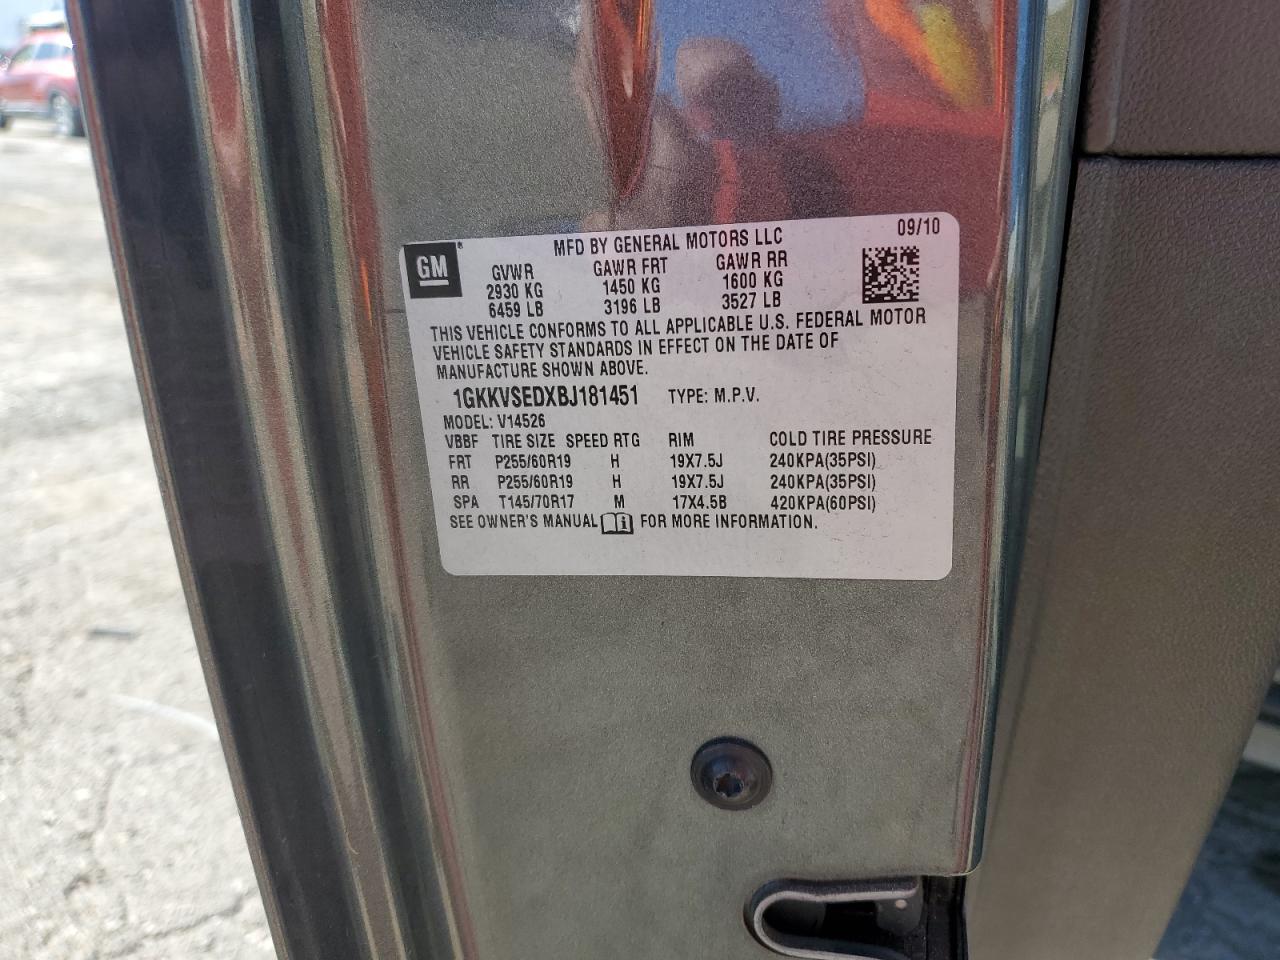 GM
MFD BY GENERAL MOTORS LLC 09/10
GVWR GAWR FRT GAWR RR
2930 KG 1450 KG 1600 KG
6459 LB 3196 LB 3527 LB
THIS VEHICLE CONFORMS TO ALL APPLICABLE U.S. FEDERAL MOTOR
VEHICLE SAFETY STANDARDS IN EFFECT ON THE DATE OF
MANUFACTURE SHOWN ABOVE.
1GKKVSEDXBJ181451 TYPE: M.P.V.
MODEL: V14526
VBBF TIRE SIZE SPEED RTG RIM COLD TIRE PRESSURE
FRT P255/60R19 H 19X7.5J 240KPA(35PSI)
RR P255/60R19 H 19X7.5J 240KPA(35PSI)
SPA T145/70R17 M 17X4.5B 420KPA(60PSI)
SEE OWNER'S MANUAL FOR MORE INFORMATION.